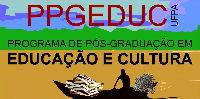 PPGEDUC
UFPA
PROGRAMA DE PÓS-GRADUAÇÃO EM
EDUCAÇÃO E CULTURA